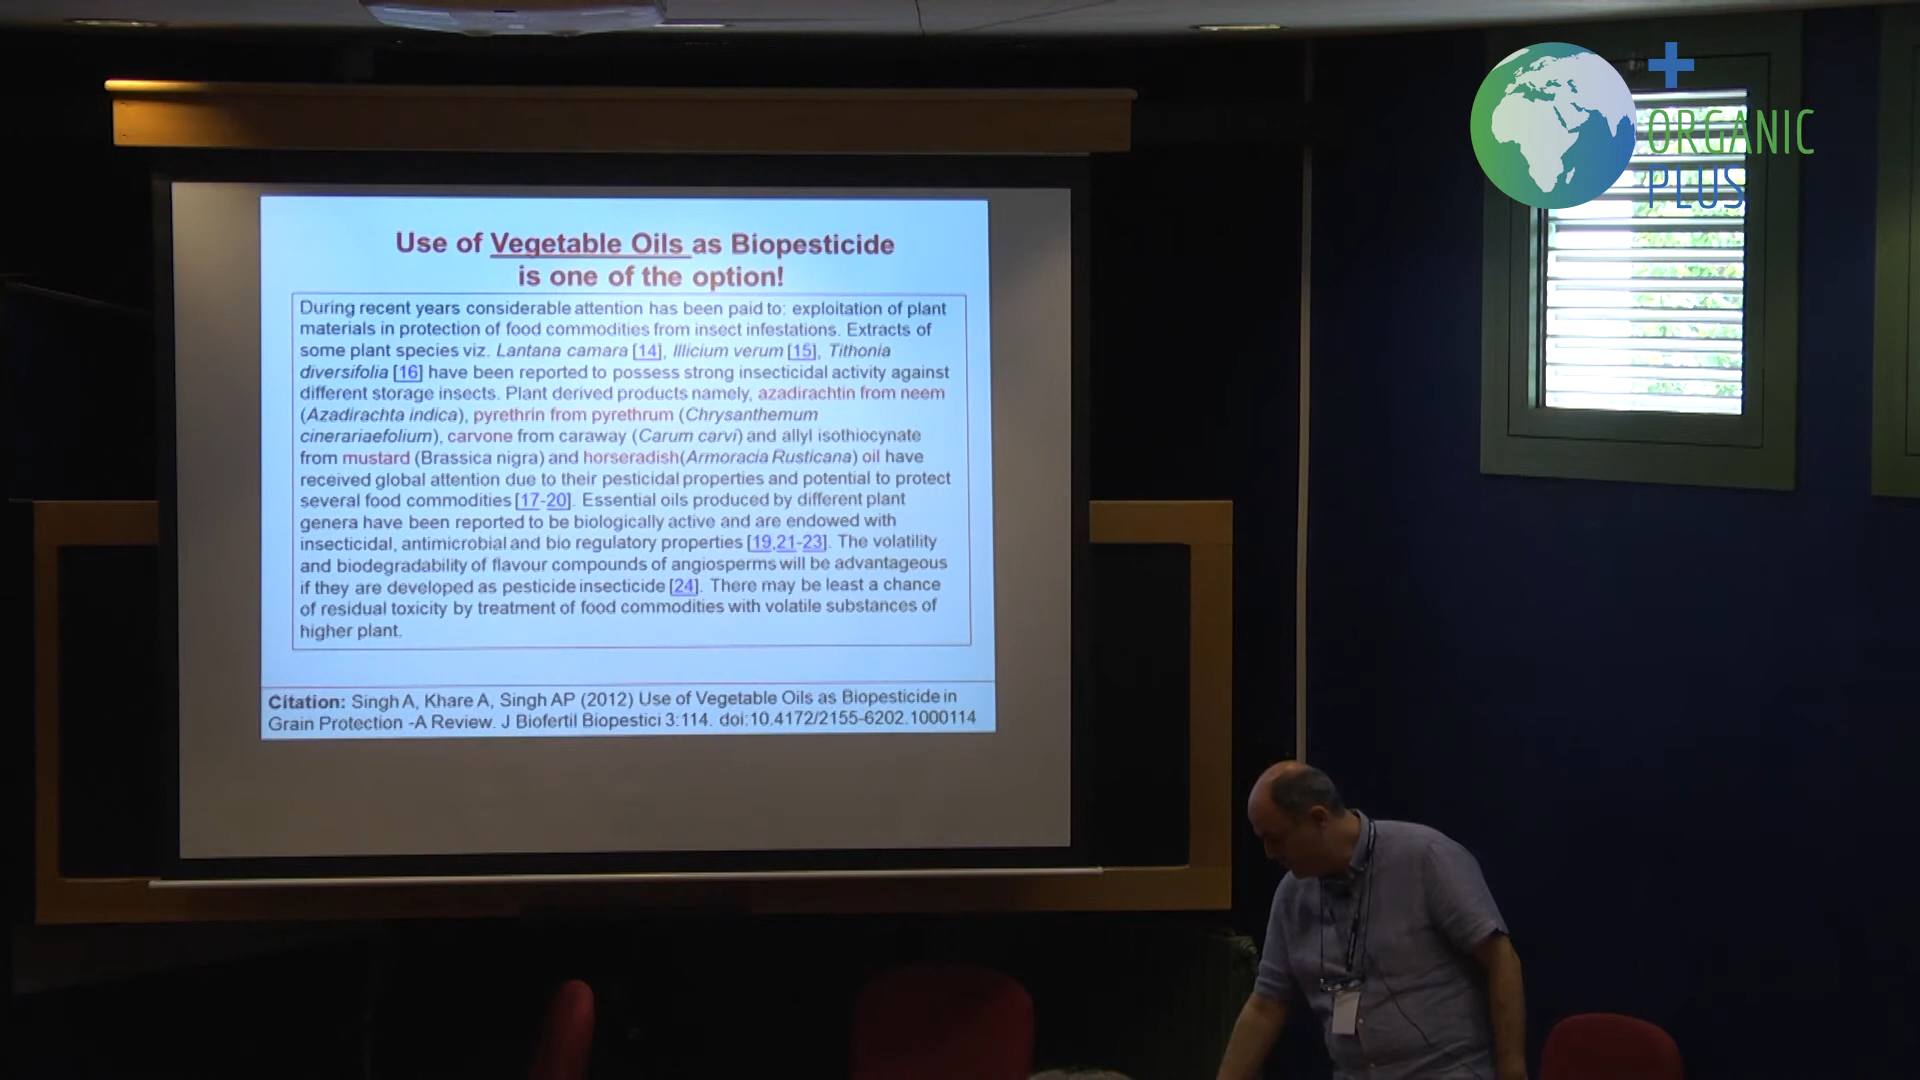 Use of Vegetable Oils as Biopesticide
is one of the option!
During recent years considerable attention has been paid to: exploitation of plant
materials in protection of food commodities from insect infestations. Extracts of
some plant species viz. Lantana camara [14], Illicium verum [15], Tithonia
diversifolia [16] have been reported to possess strong insecticidal activity against
different storage insects. Plant derived products namely, azadirachtin from neem
(Azadirachta indica), pyrethrin from pyrethrum (Chrysanthemum
cinerariaefolium), carvone from caraway (Carum carvi) and allyl isothiocynate
from mustard (Brassica nigra) and horseradish(Armoracia Rusticana) oil have
received global attention due to their pesticidal properties and potential to protect
several food commodities [17-20]. Essential oils produced by different plant
genera have been reported to be biologically active and are endowed with
insecticidal, antimicrobial and bio regulatory properties [19,21-23]. The volatility
and biodegradability of flavour compounds of angiosperms will be advantageous
if they are developed as pesticide insecticide [24]. There may be least a chance
of residual toxicity by treatment of food commodities with volatile substances of
higher plant.
Citation: Singh A, Khare A, Singh AP (2012) Use of Vegetable Oils as Biopesticide in
Grain Protection -A Review. J Biofertil Biopestici 3:114. doi:10.4172/2155-6202.1000114
+
ORGANIC
PLUS